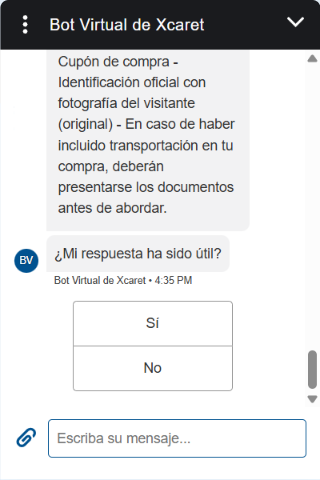 Bot Virtual de Xcaret
Cupón de compra -
Identificación oficial con
fotografía del visitante
(original) - En caso de haber
incluido transportación en tu
compra, deberán
presentarse los documentos
antes de abordar.
¿Mi respuesta ha sido útil?
BV
Bot Virtual de Xcaret • 4:35 PM
Sí
No
Escriba su mensaje...